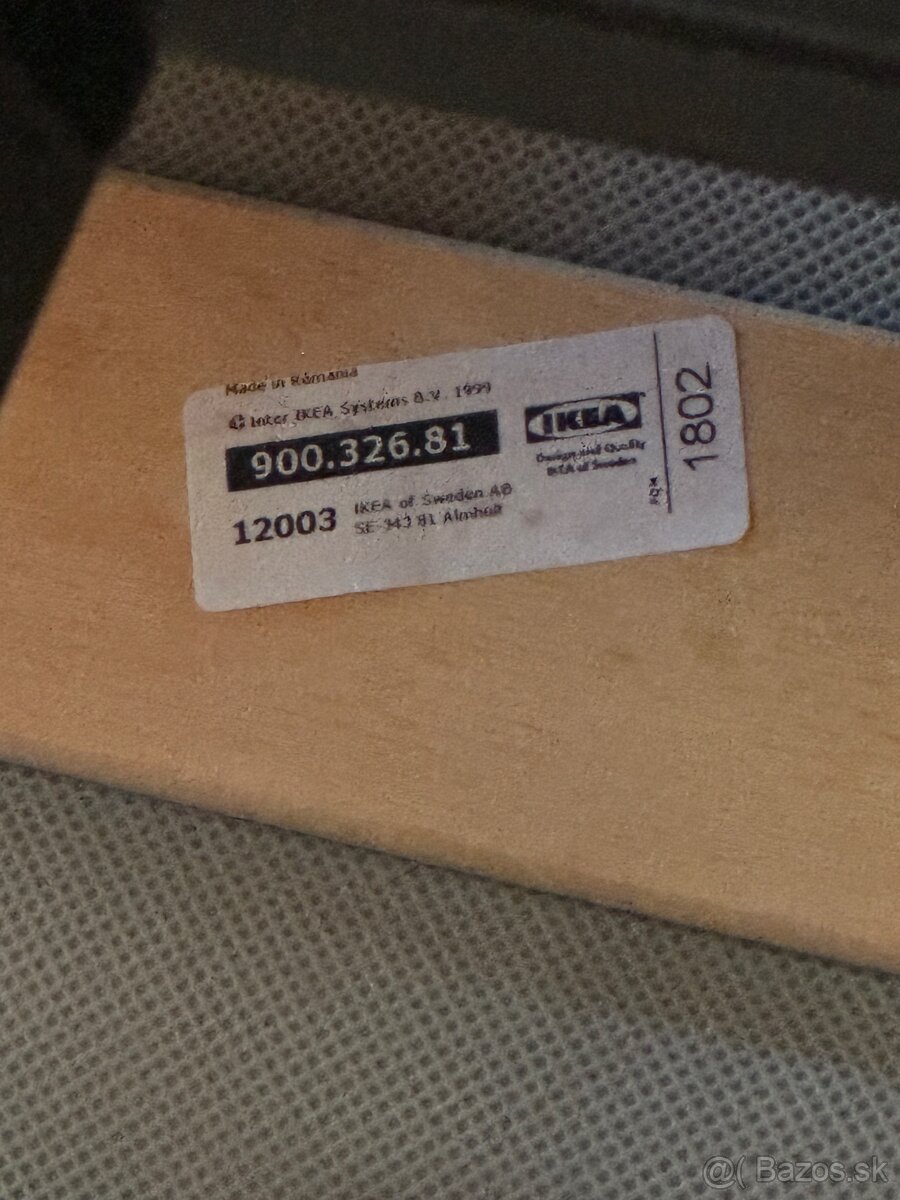 Made in Romania
© Inter IKEA Systems B.V. 1999
900.326.81
12003
IKEA of Sweden AB
SE-343 81 Älmhult
IKEA
Design and Quality
IKEA of Sweden
1802
@( Bazos.sk